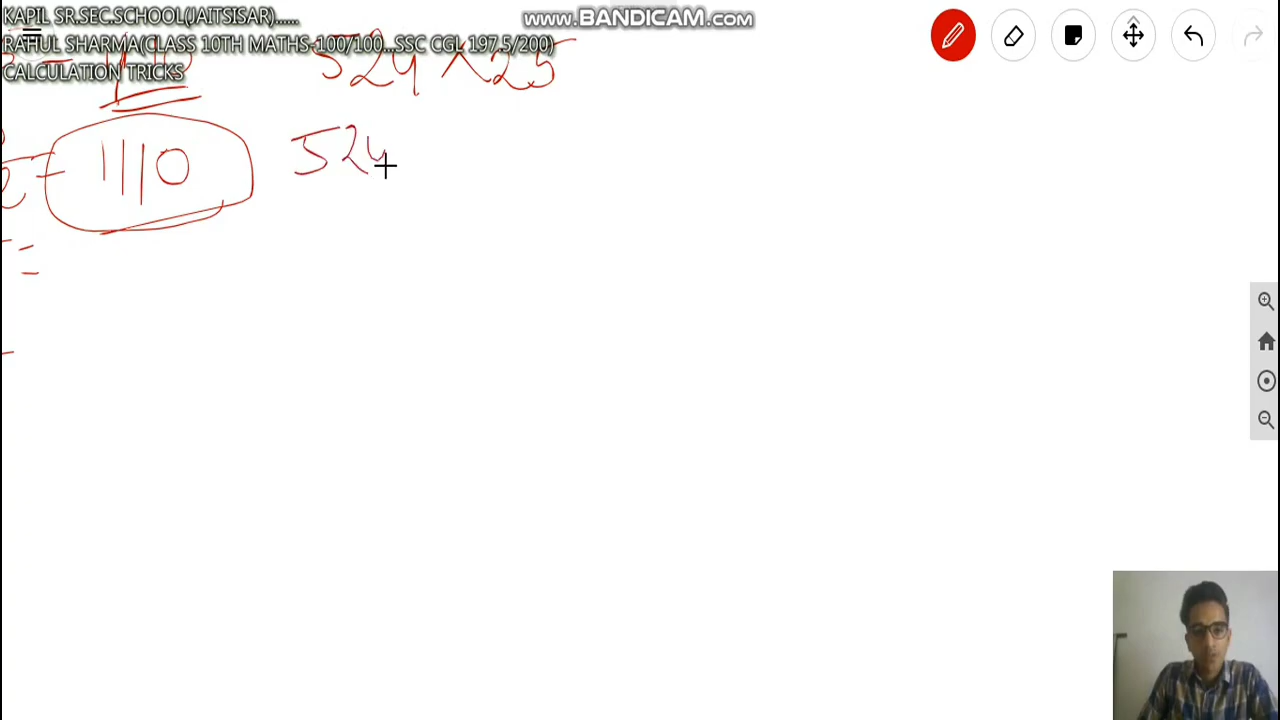 www.BANDICAM.com
KAPIL SR.SEC.SCHOOL(JAITSISAR)......
RAHUL SHARMA(CLASS 10TH MATHS-100/100...SSC CGL 197.5/200)
CALCULATION TRICKS
524 × 25
= 1110 524
=